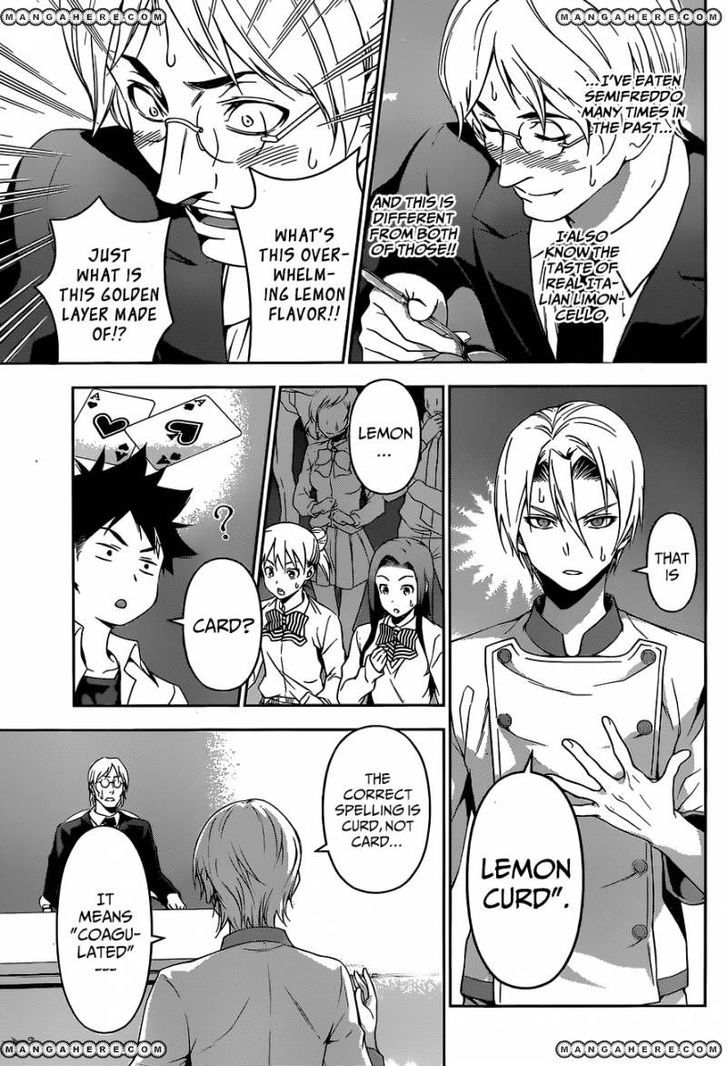 MANGAHERE.COM
MANGAHERE.COM
...I'VE EATEN
SEMIFREDDO
MANY TIMES IN
THE PAST...
I ALSO
KNOW THE
TASTE OF
REAL ITA-
LIAN LIMON-
CELLO,
AND THIS IS
DIFFERENT
FROM BOTH
OF THOSE!!
WHAT'S
THIS OVER-
WHELM-
ING LEMON
FLAVOR!!
JUST
WHAT IS
THIS GOLDEN
LAYER MADE
OF!?
THAT
IS
LEMON
CURD".
LEMON
...
A
A
?
CARD?
THE
CORRECT
SPELLING IS
CURD, NOT
CARD...
IT
MEANS
"COAGU-
LATED"
---
MANGAHERE.COM
MANGAHERE.COM